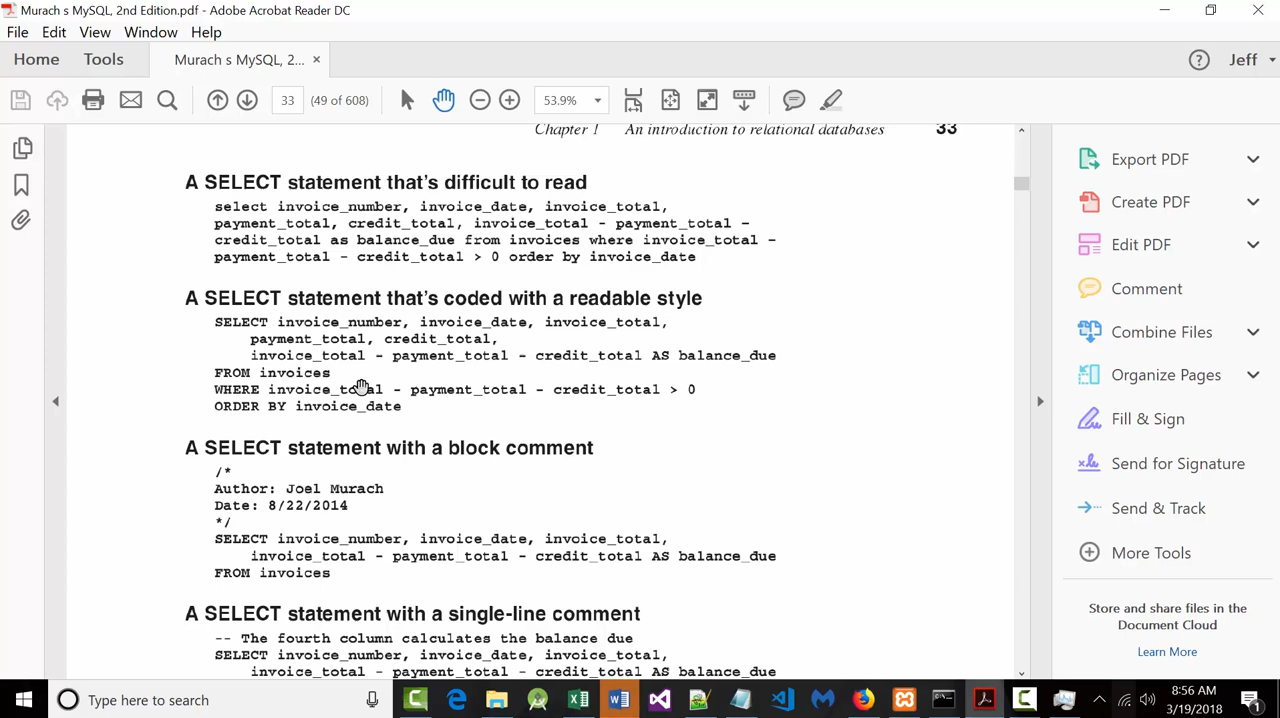 Murach s MySQL, 2nd Edition.pdf - Adobe Acrobat Reader DC
File Edit View Window Help
Home Tools Murach s MySQL, 2... × ? Jeff
33 (49 of 608) 53.9%
Chapter 1 An introduction to relational databases 33
A SELECT statement that's difficult to read
select invoice_number, invoice_date, invoice_total,
payment_total, credit_total, invoice_total - payment_total -
credit_total as balance_due from invoices where invoice_total -
payment_total - credit_total > 0 order by invoice_date
A SELECT statement that's coded with a readable style
SELECT invoice_number, invoice_date, invoice_total,
payment_total, credit_total,
invoice_total - payment_total - credit_total AS balance_due
FROM invoices
WHERE invoice_total - payment_total - credit_total > 0
ORDER BY invoice_date
A SELECT statement with a block comment
/*
Author: Joel Murach
Date: 8/22/2014
*/
SELECT invoice_number, invoice_date, invoice_total,
invoice_total - payment_total - credit_total AS balance_due
FROM invoices
A SELECT statement with a single-line comment
-- The fourth column calculates the balance due
SELECT invoice_number, invoice_date, invoice_total,
invoice_total - payment_total - credit_total AS balance_due
Export PDF
Create PDF
Edit PDF
Comment
Combine Files
Organize Pages
Fill & Sign
Send for Signature
Send & Track
More Tools
Store and share files in the
Document Cloud
Learn More
Type here to search
8:56 AM
3/19/2018
1